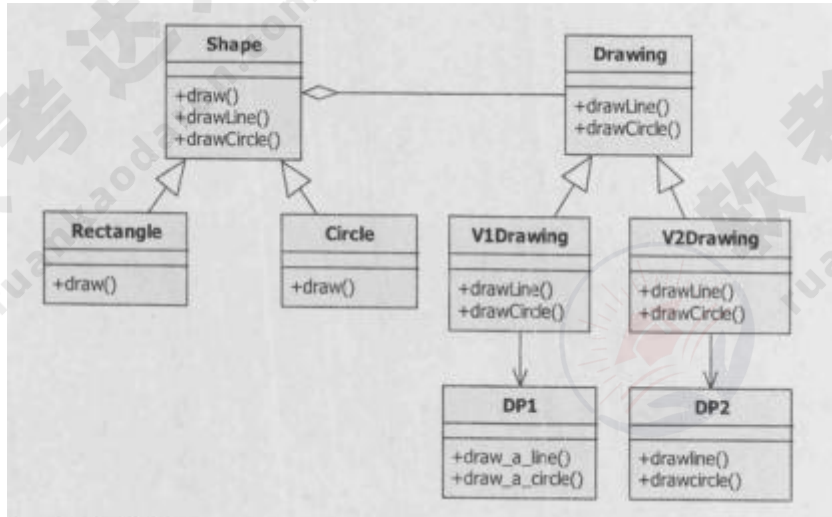 Shape
+draw()
+drawLine()
+drawCircle()
Drawing
+drawLine()
+drawCircle()
Rectangle
+draw()
Circle
+draw()
V1Drawing
+drawLine()
+drawCircle()
V2Drawing
+drawLine()
+drawCircle()
DP1
+draw_a_line()
+draw_a_circle()
DP2
+drawline()
+drawcircle()